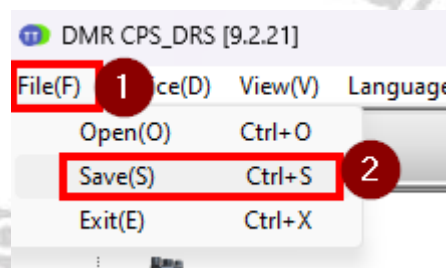 DMR CPS_DRS [9.2.21]
File(F) 1 ice(D) View(V) Language
Open(O) Ctrl+O
Save(S) Ctrl+S 2
Exit(E) Ctrl+X